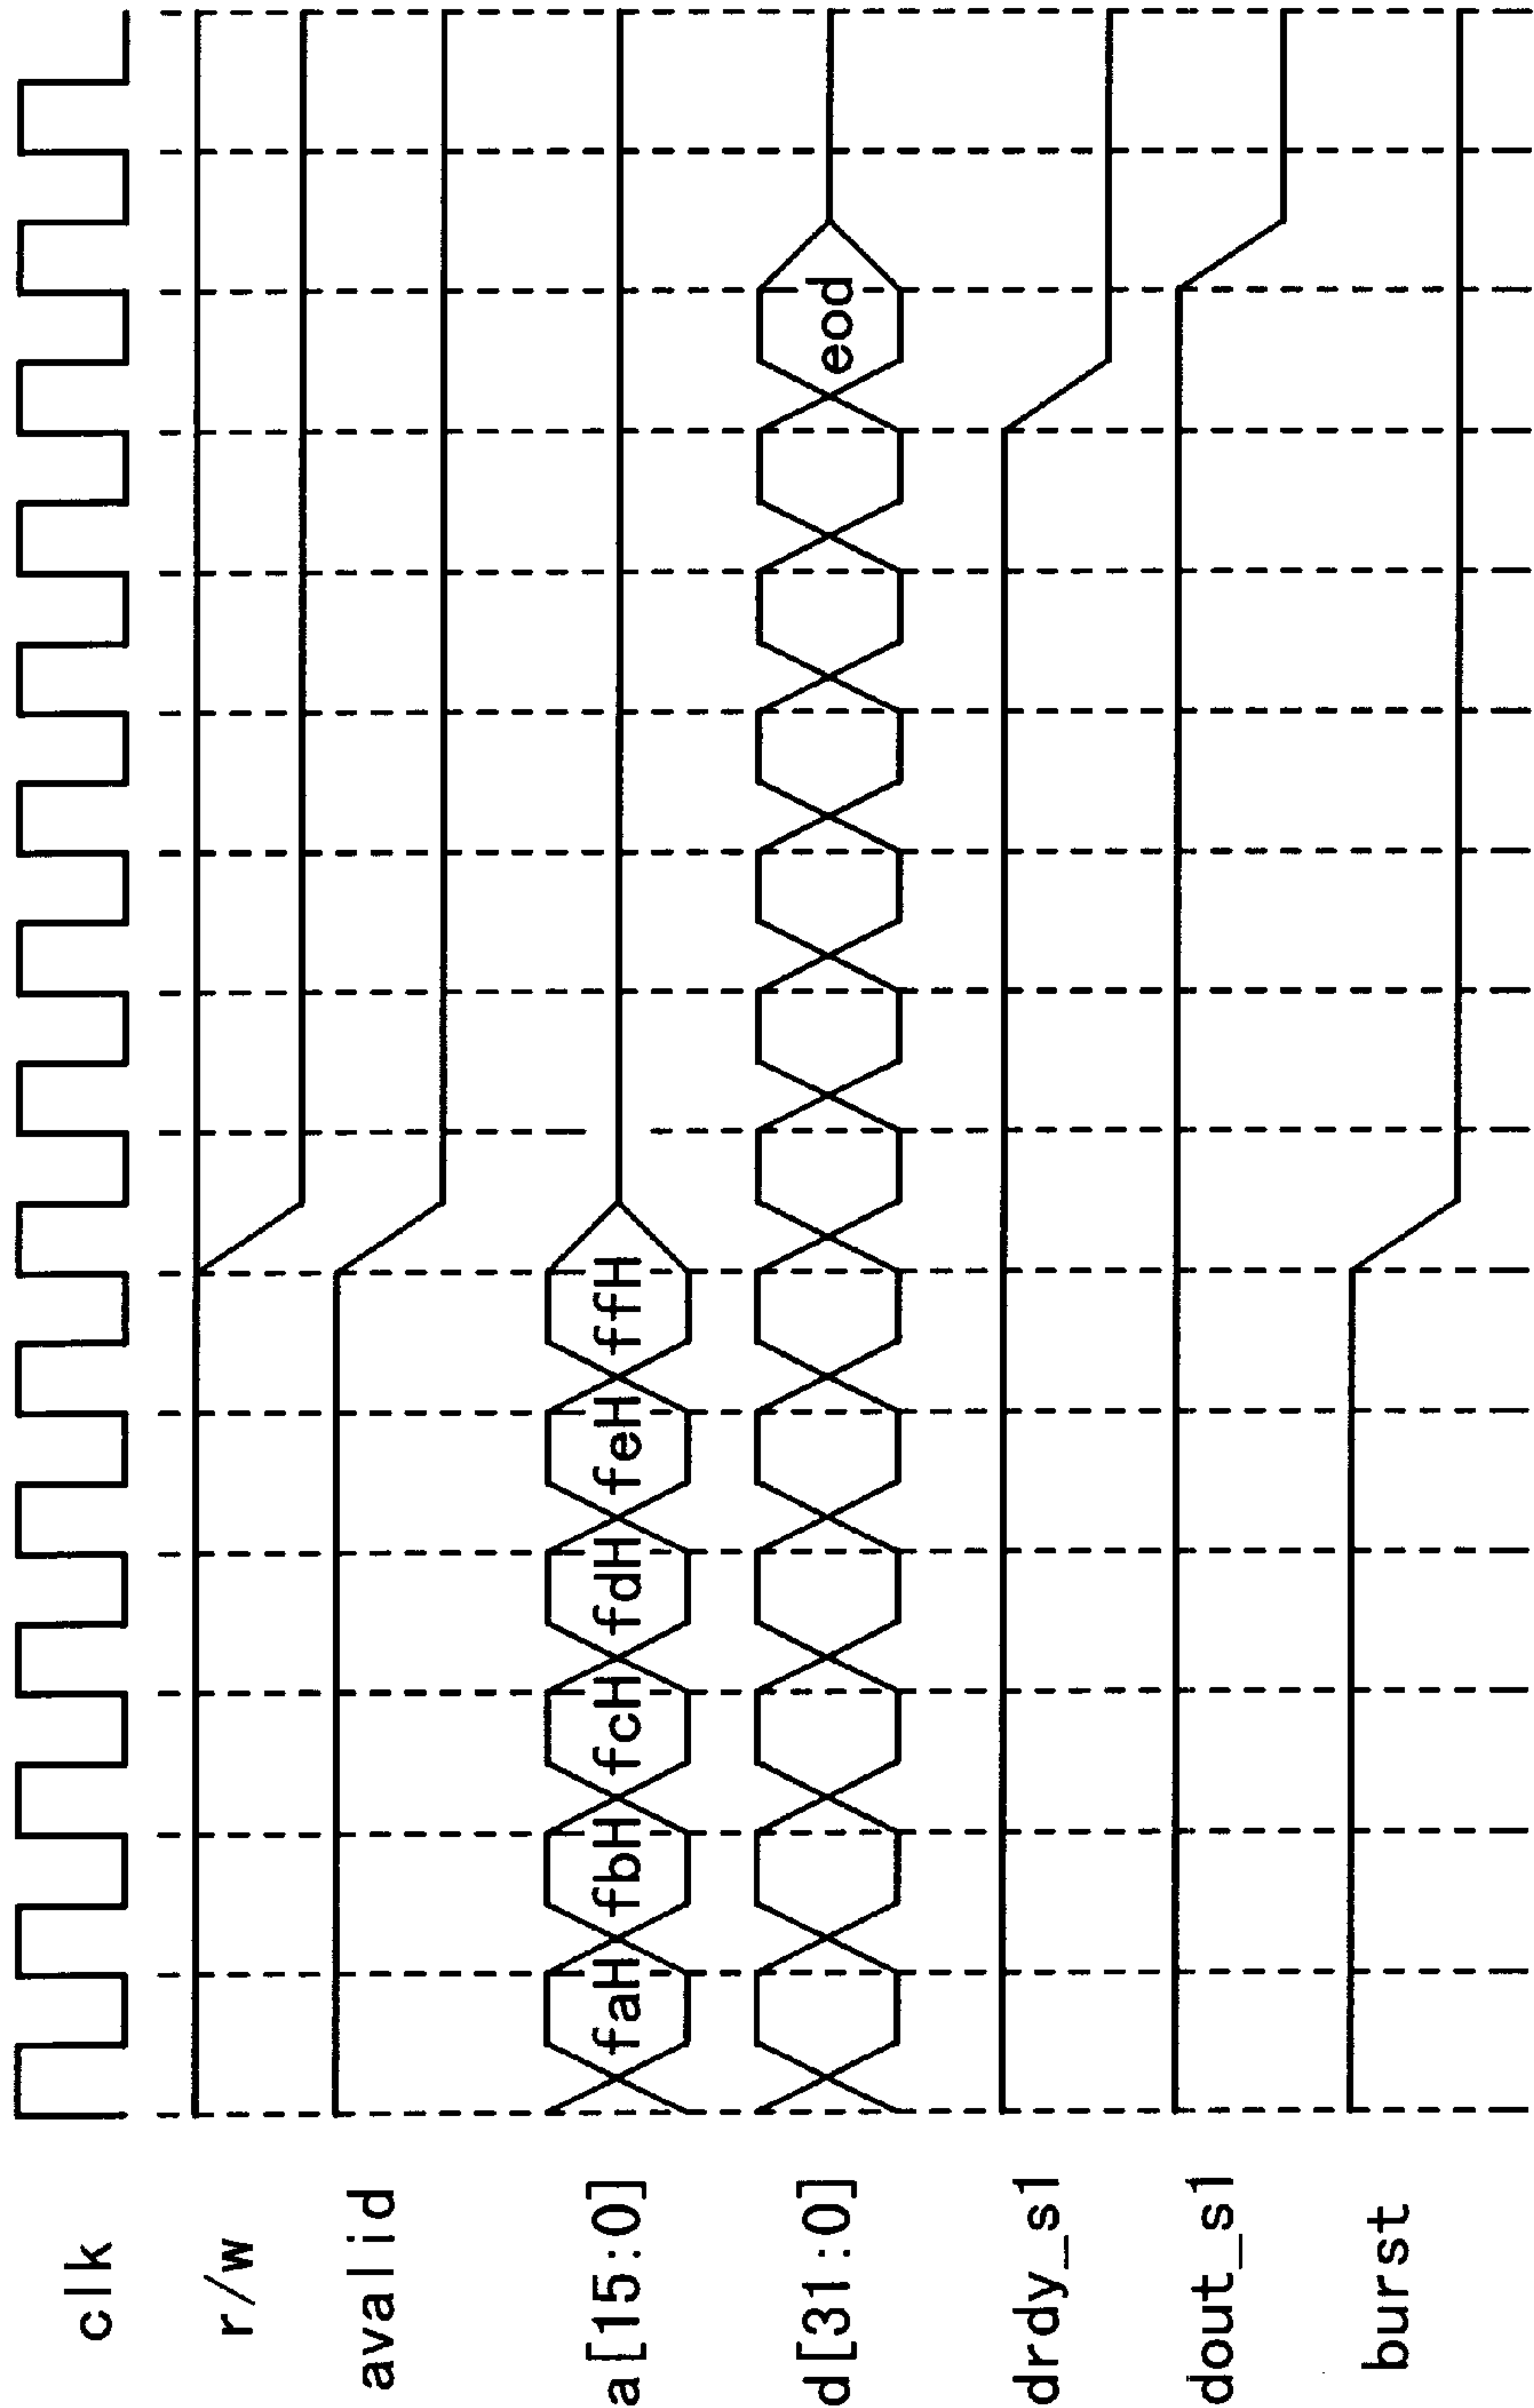 clk
r/w
avalid
a[15:0] faH fbH fcH fdH feH ffH
d[31:0] eod
drdy_s1
dout_s1
burst